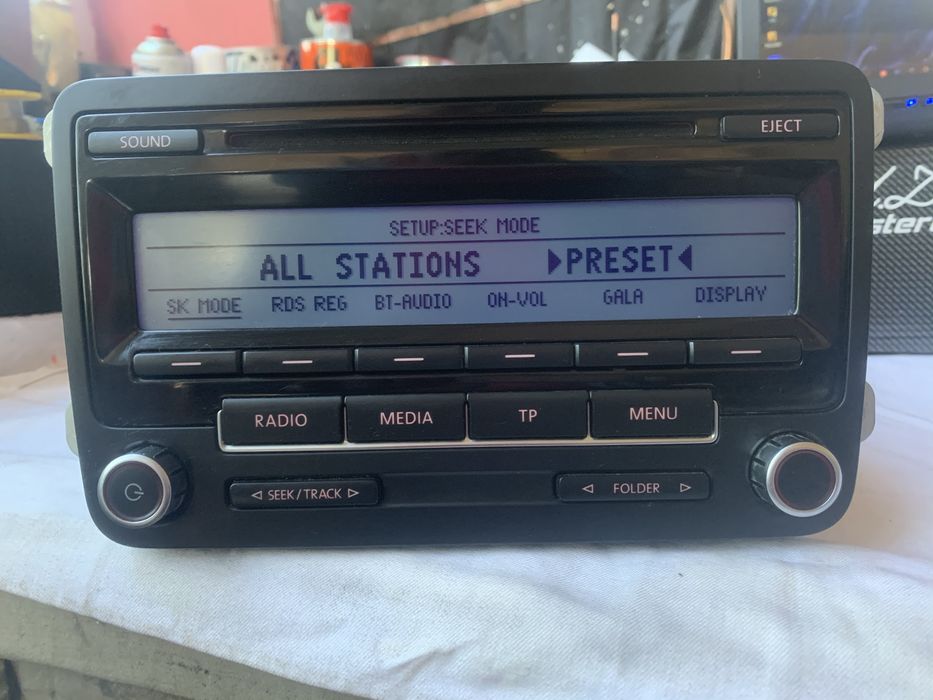 SOUND
EJECT
SETUP:SEEK MODE
ALL STATIONS ▶PRESET◀
SK MODE RDS REG BT-AUDIO ON-VOL GALA DISPLAY
RADIO MEDIA TP MENU
◁ SEEK/TRACK ▷
◁ FOLDER ▷